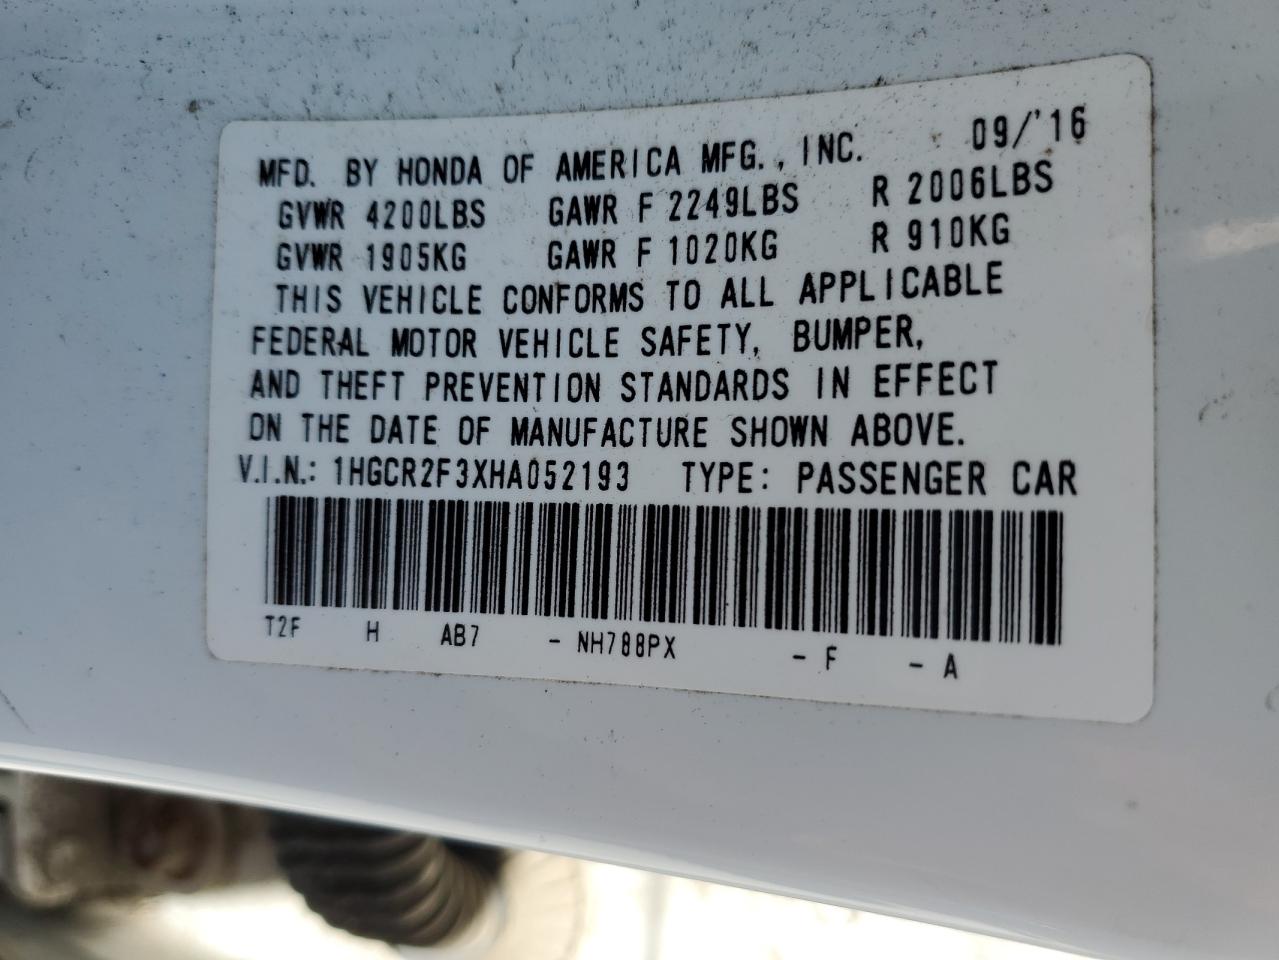 MFD. BY HONDA OF AMERICA MFG., INC. 09/'16
GVWR 4200LBS GAWR F 2249LBS R 2006LBS
GVWR 1905KG GAWR F 1020KG R 910KG
THIS VEHICLE CONFORMS TO ALL APPLICABLE
FEDERAL MOTOR VEHICLE SAFETY, BUMPER,
AND THEFT PREVENTION STANDARDS IN EFFECT
ON THE DATE OF MANUFACTURE SHOWN ABOVE.
V.I.N.: 1HGCR2F3XHA052193 TYPE: PASSENGER CAR
T2F H AB7 - NH788PX - F - A